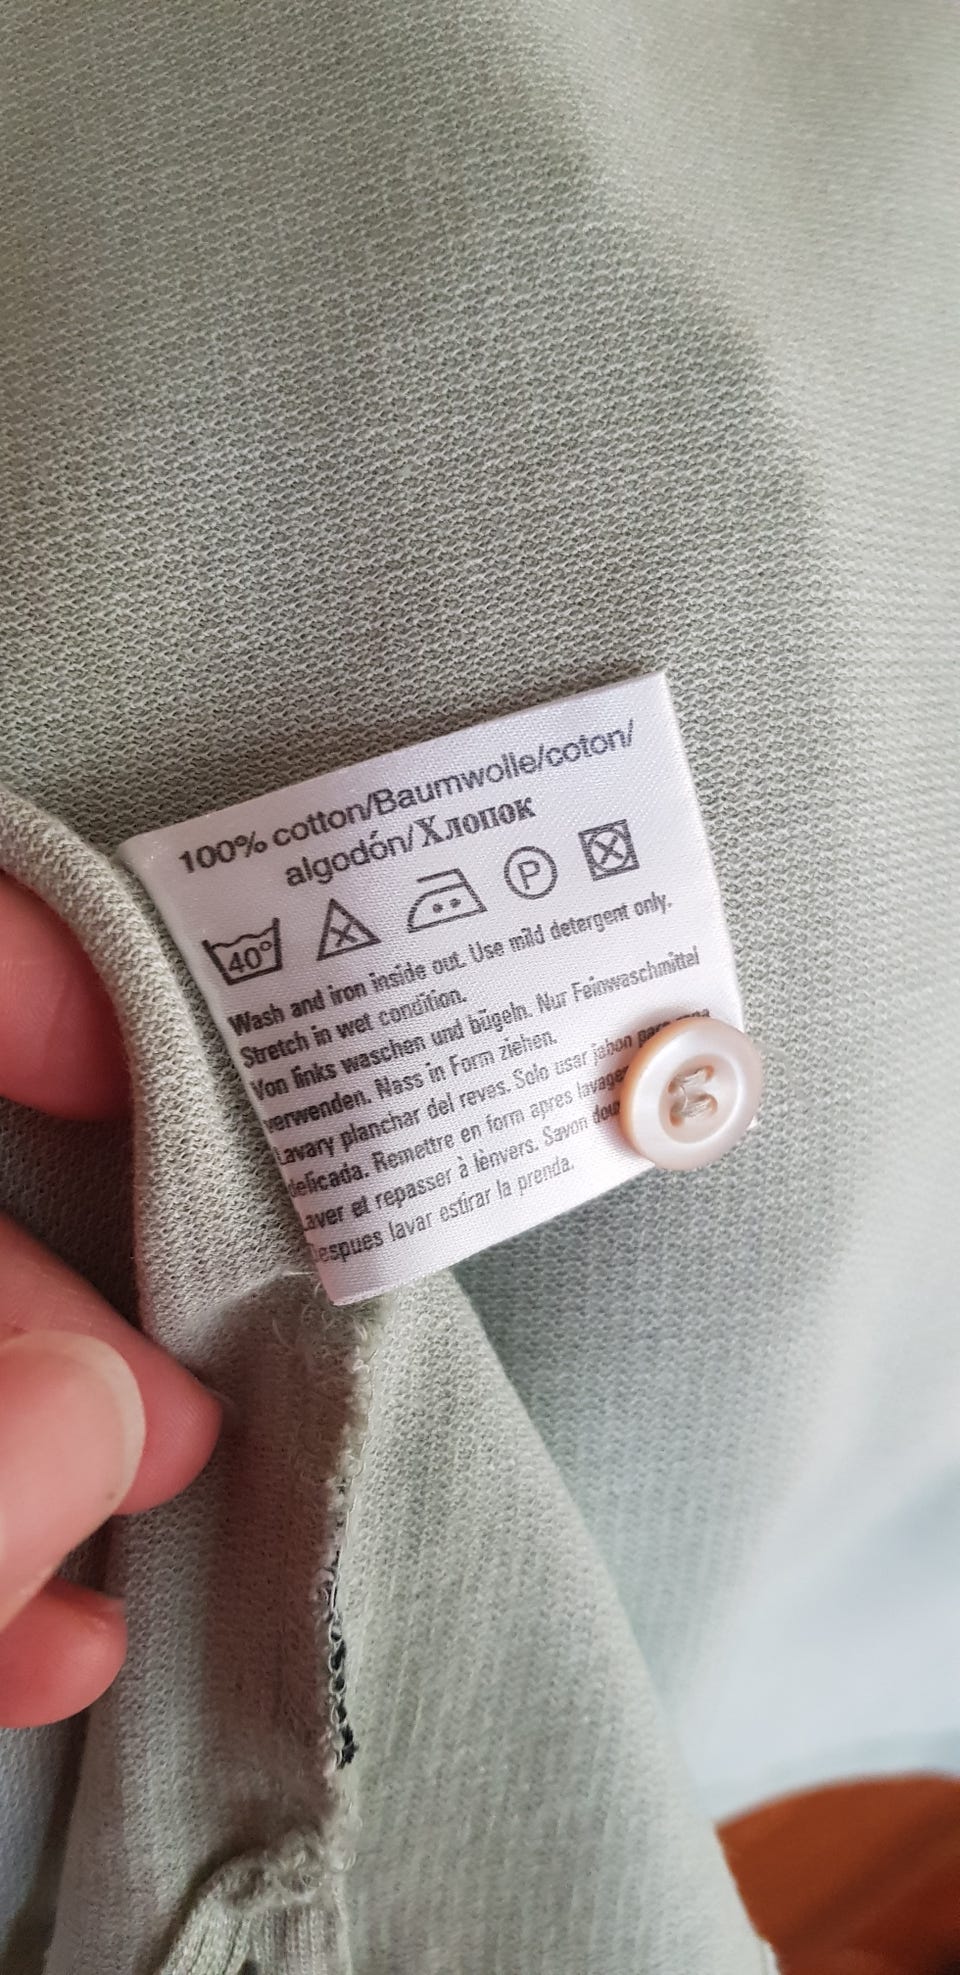 100% cotton/Baumwolle/coton/
algodón/Хлопок
40° P
Wash and iron inside out. Use mild detergent only.
Stretch in wet condition.
Von links waschen und bügeln. Nur Feinwaschmittel
verwenden. Nass in Form ziehen.
Lavary planchar del reves. Solo usar jabon para
delicada. Remettre en form apres lavage
Laver et repasser à lènvers. Savon
Despues lavar estirar la prenda.